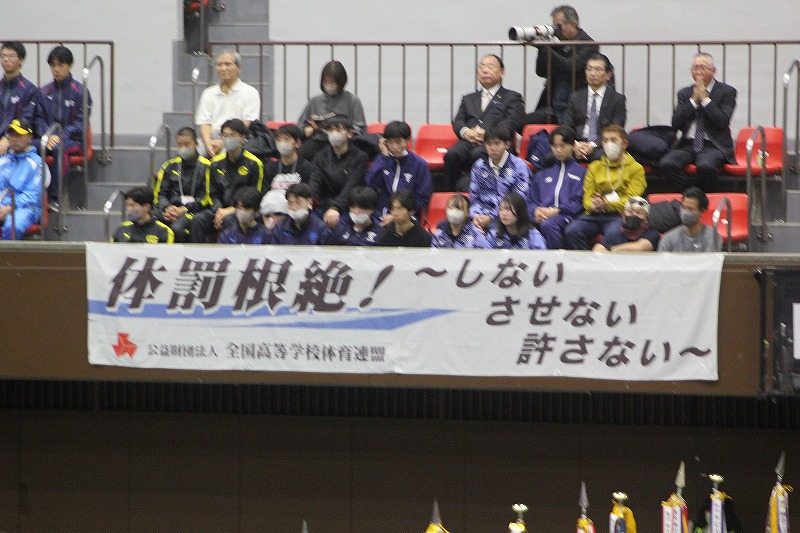 体罰根絶！
～しない
させない
許さない～
公益財団法人 全国高等学校体育連盟